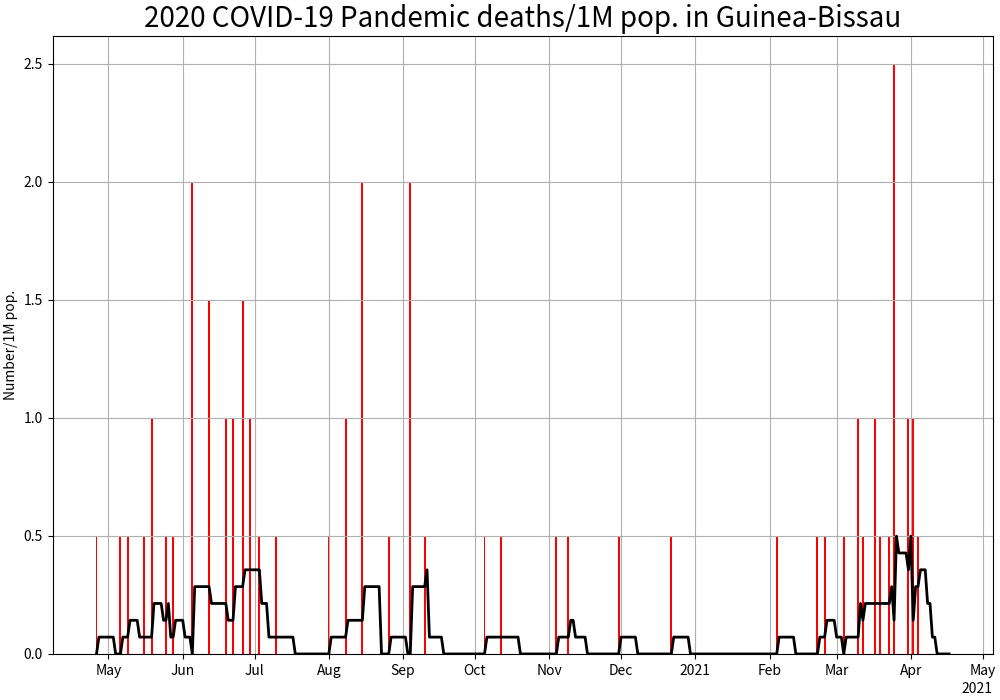 2020 COVID-19 Pandemic deaths/1M pop. in Guinea-Bissau
Number/1M pop.
2.5
2.0
1.5
1.0
0.5
0.0
May Jun Jul Aug Sep Oct Nov Dec 2021 Feb Mar Apr May
2021